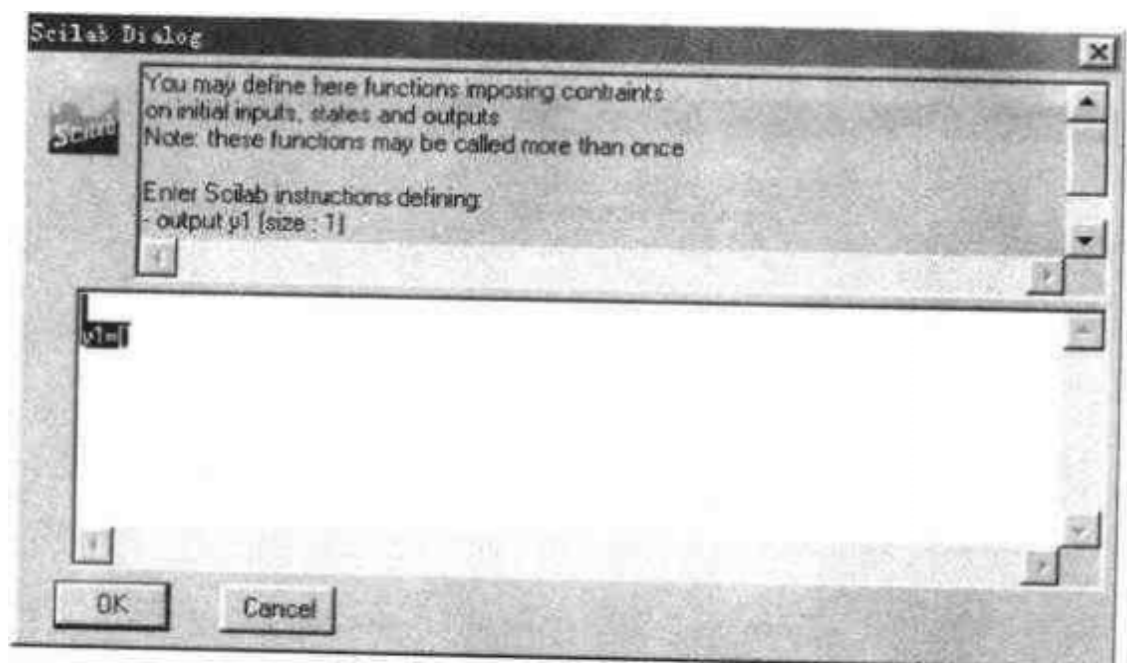 Scilab Dialog
You may define here functions imposing contraints
on initial inputs, states and outputs
Note: these functions may be called more than once
Enter Scilab instructions defining:
- output y1 (size : 1)
OK
Cancel